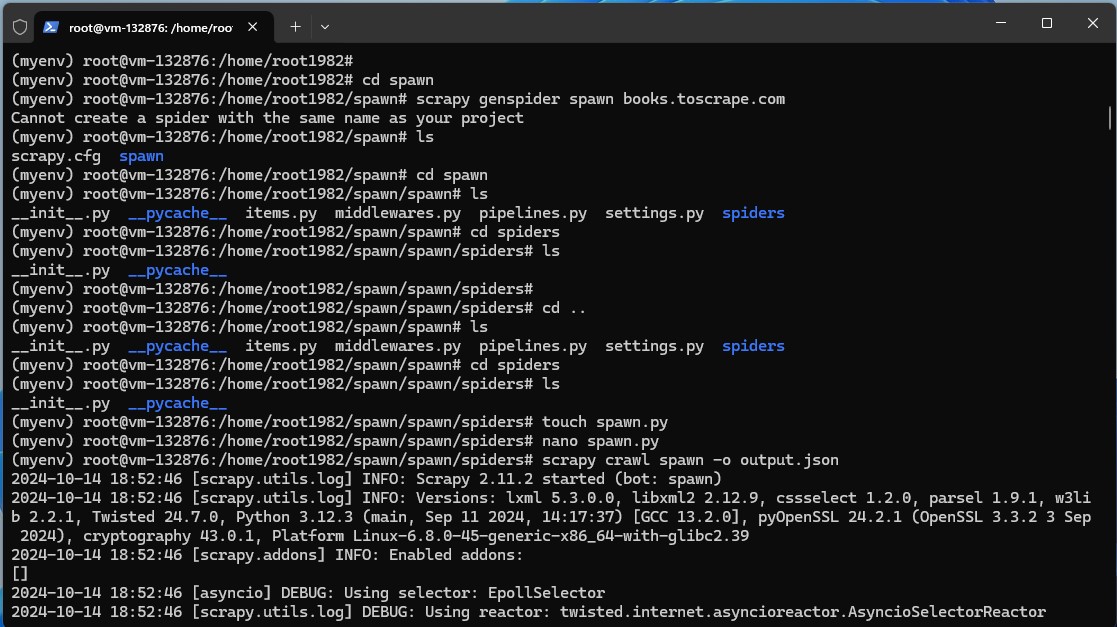 root@vm-132876: /home/roo
(myenv) root@vm-132876:/home/root1982#
(myenv) root@vm-132876:/home/root1982# cd spawn
(myenv) root@vm-132876:/home/root1982/spawn# scrapy genspider spawn books.toscrape.com
Cannot create a spider with the same name as your project
(myenv) root@vm-132876:/home/root1982/spawn# ls
scrapy.cfg  spawn
(myenv) root@vm-132876:/home/root1982/spawn# cd spawn
(myenv) root@vm-132876:/home/root1982/spawn/spawn# ls
__init__.py  __pycache__  items.py  middlewares.py  pipelines.py  settings.py  spiders
(myenv) root@vm-132876:/home/root1982/spawn/spawn# cd spiders
(myenv) root@vm-132876:/home/root1982/spawn/spawn/spiders# ls
__init__.py  __pycache__
(myenv) root@vm-132876:/home/root1982/spawn/spawn/spiders#
(myenv) root@vm-132876:/home/root1982/spawn/spawn/spiders# cd ..
(myenv) root@vm-132876:/home/root1982/spawn/spawn# ls
__init__.py  __pycache__  items.py  middlewares.py  pipelines.py  settings.py  spiders
(myenv) root@vm-132876:/home/root1982/spawn/spawn# cd spiders
(myenv) root@vm-132876:/home/root1982/spawn/spawn/spiders# ls
__init__.py  __pycache__
(myenv) root@vm-132876:/home/root1982/spawn/spawn/spiders# touch spawn.py
(myenv) root@vm-132876:/home/root1982/spawn/spawn/spiders# nano spawn.py
(myenv) root@vm-132876:/home/root1982/spawn/spawn/spiders# scrapy crawl spawn -o output.json
2024-10-14 18:52:46 [scrapy.utils.log] INFO: Scrapy 2.11.2 started (bot: spawn)
2024-10-14 18:52:46 [scrapy.utils.log] INFO: Versions: lxml 5.3.0.0, libxml2 2.12.9, cssselect 1.2.0, parsel 1.9.1, w3li
b 2.2.1, Twisted 24.7.0, Python 3.12.3 (main, Sep 11 2024, 14:17:37) [GCC 13.2.0], pyOpenSSL 24.2.1 (OpenSSL 3.3.2 3 Sep
 2024), cryptography 43.0.1, Platform Linux-6.8.0-45-generic-x86_64-with-glibc2.39
2024-10-14 18:52:46 [scrapy.addons] INFO: Enabled addons:
[]
2024-10-14 18:52:46 [asyncio] DEBUG: Using selector: EpollSelector
2024-10-14 18:52:46 [scrapy.utils.log] DEBUG: Using reactor: twisted.internet.asyncioreactor.AsyncioSelectorReactor